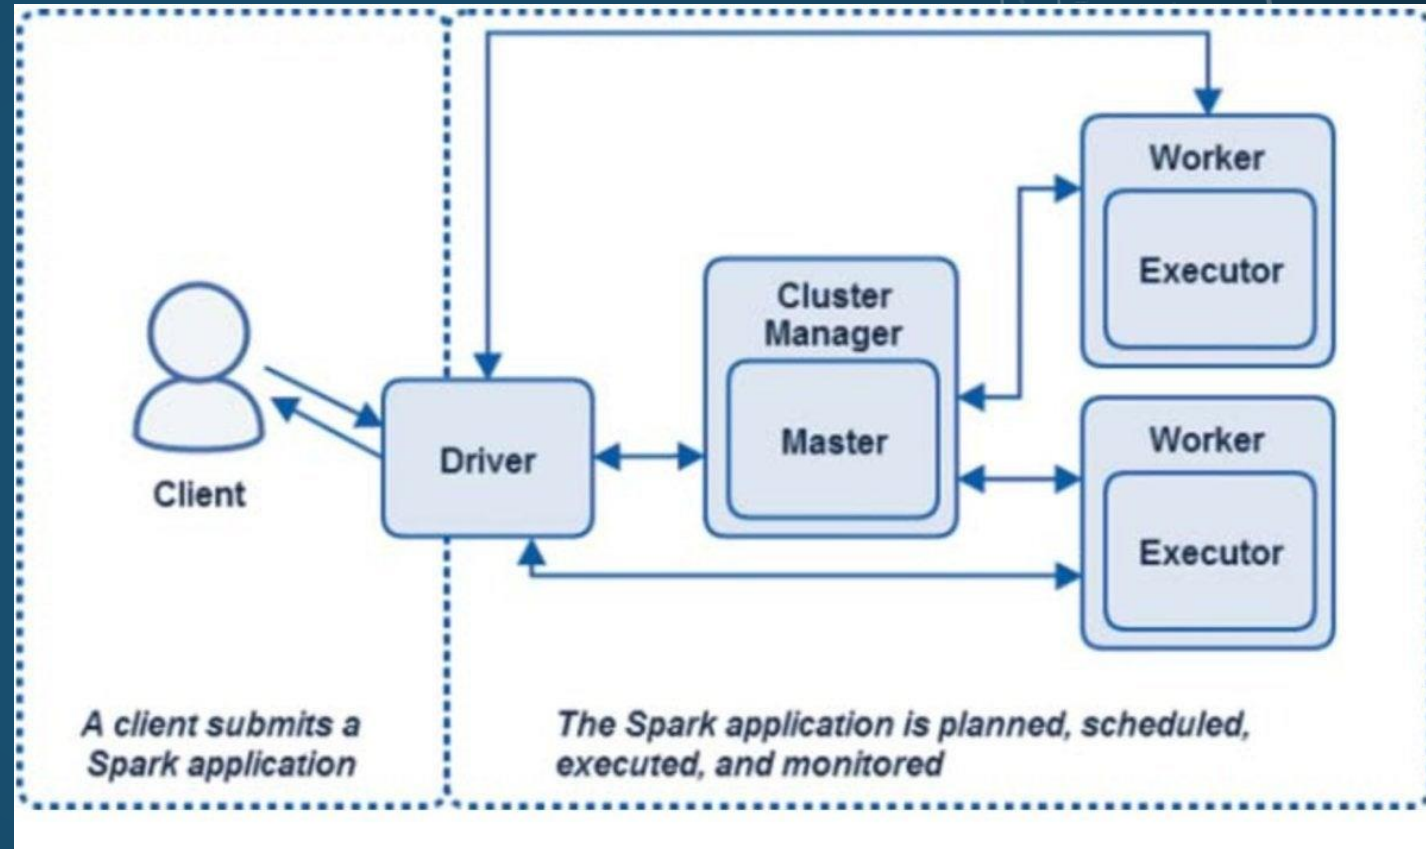 Worker
Executor
Cluster
Manager
Master
Worker
Executor
Driver
Client
A client submits a
Spark application
The Spark application is planned, scheduled,
executed, and monitored